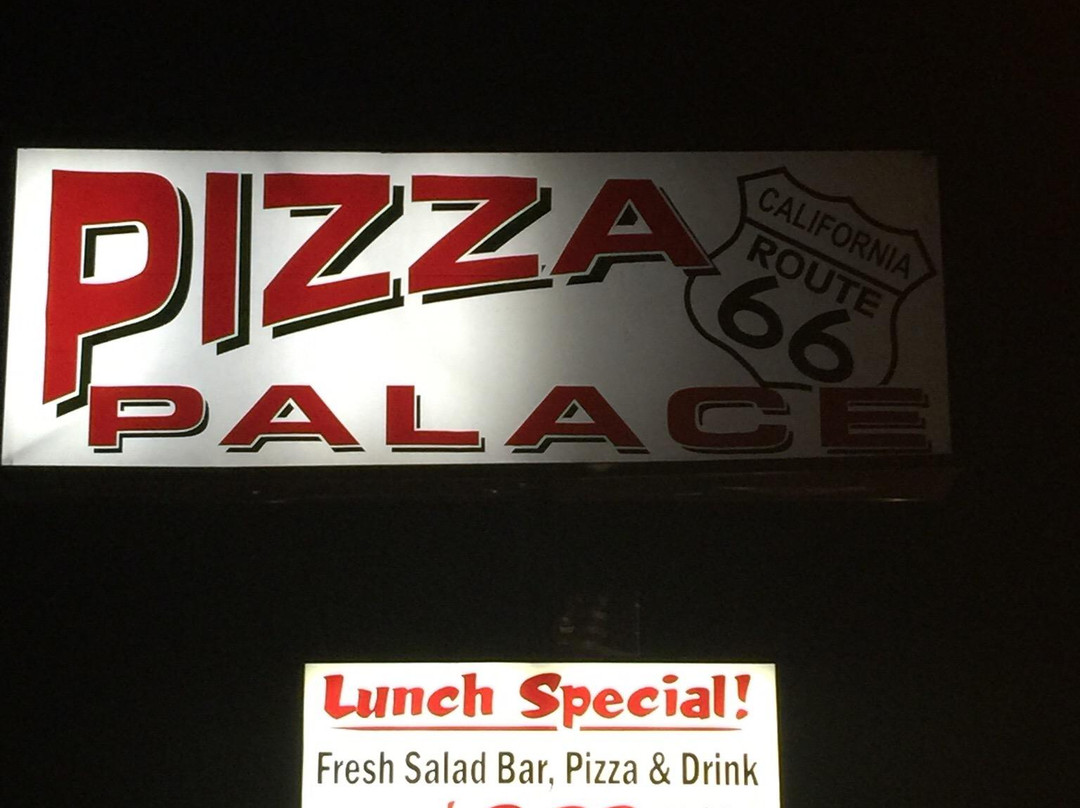 PIZZA
CALIFORNIA
ROUTE
66
PALACE
Lunch Special!
Fresh Salad Bar, Pizza & Drink